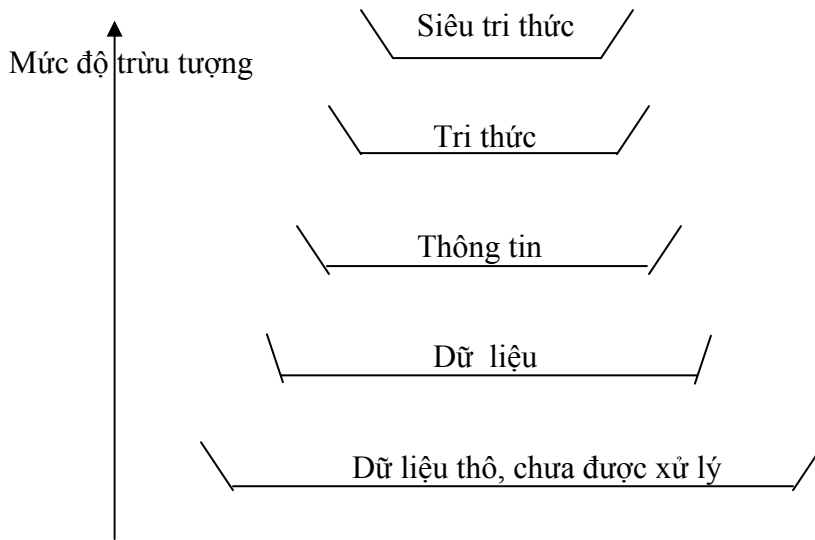 Siêu tri thức
Mức độ trừu tượng
Tri thức
Thông tin
Dữ liệu
Dữ liệu thô, chưa được xử lý